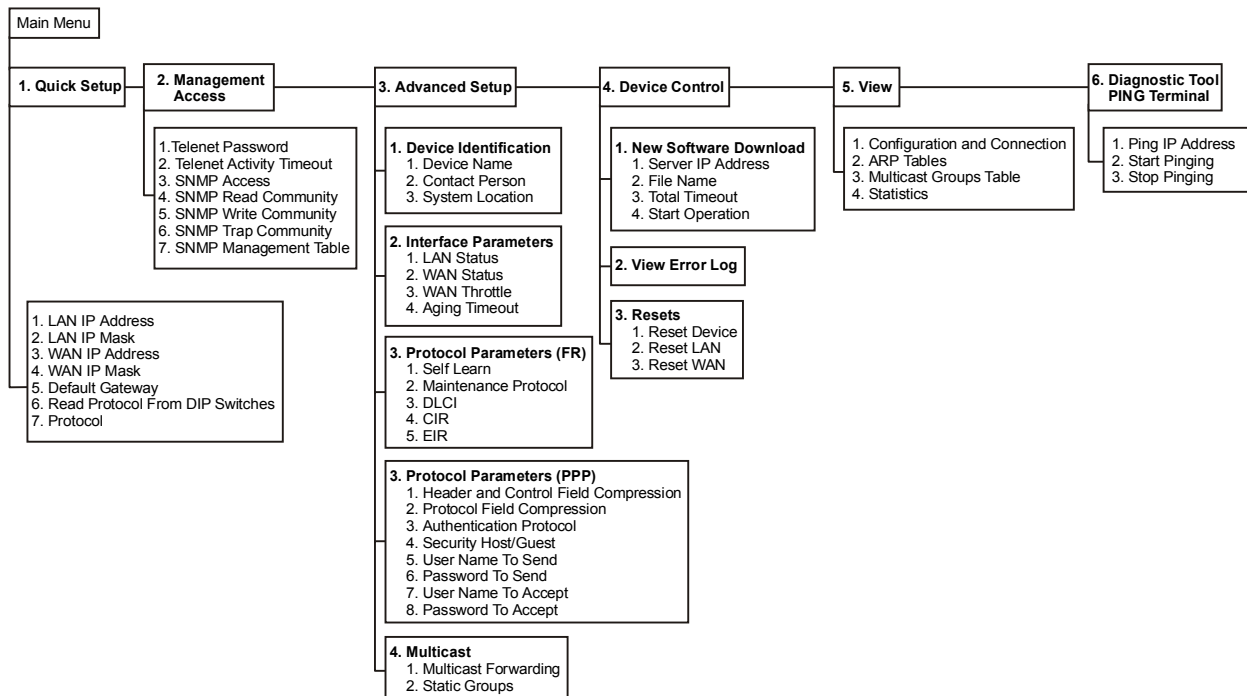 Main Menu
1. Quick Setup
2. Management
Access
3. Advanced Setup
4. Device Control
5. View
6. Diagnostic Tool
PING Terminal
1.Telenet Password
2. Telenet Activity Timeout
3. SNMP Access
4. SNMP Read Community
5. SNMP Write Community
6. SNMP Trap Community
7. SNMP Management Table
1. LAN IP Address
2. LAN IP Mask
3. WAN IP Address
4. WAN IP Mask
5. Default Gateway
6. Read Protocol From DIP Switches
7. Protocol
1. Device Identification
1. Device Name
2. Contact Person
3. System Location
2. Interface Parameters
1. LAN Status
2. WAN Status
3. WAN Throttle
4. Aging Timeout
3. Protocol Parameters (FR)
1. Self Learn
2. Maintenance Protocol
3. DLCI
4. CIR
5. EIR
3. Protocol Parameters (PPP)
1. Header and Control Field Compression
2. Protocol Field Compression
3. Authentication Protocol
4. Security Host/Guest
5. User Name To Send
6. Password To Send
7. User Name To Accept
8. Password To Accept
4. Multicast
1. Multicast Forwarding
2. Static Groups
1. New Software Download
1. Server IP Address
2. File Name
3. Total Timeout
4. Start Operation
2. View Error Log
3. Resets
1. Reset Device
2. Reset LAN
3. Reset WAN
1. Configuration and Connection
2. ARP Tables
3. Multicast Groups Table
4. Statistics
1. Ping IP Address
2. Start Pinging
3. Stop Pinging